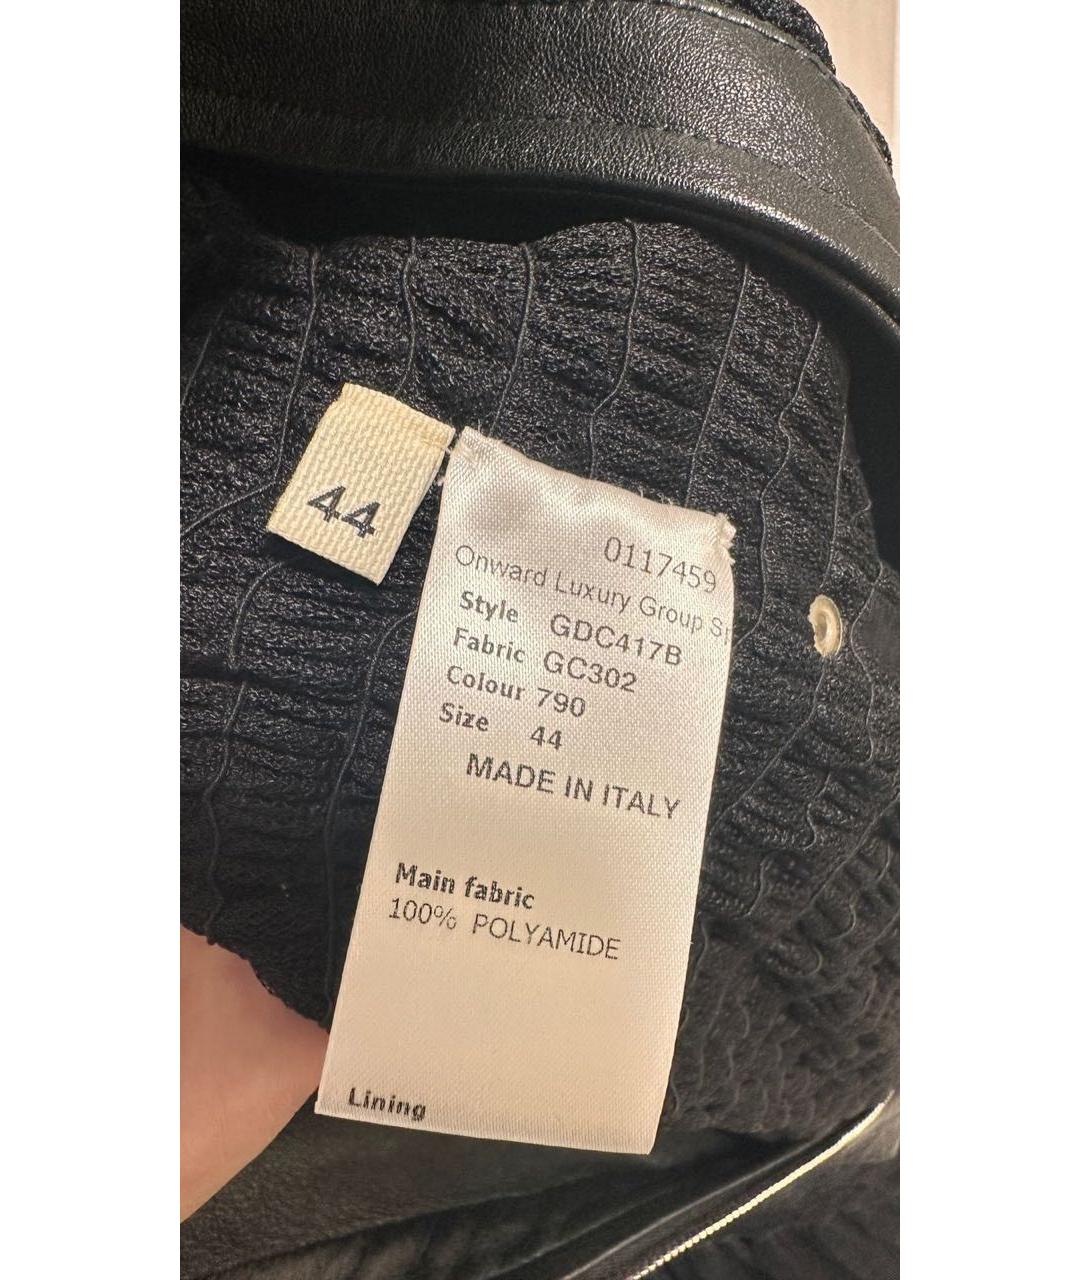 44
0117459
Onward Luxury Group
Style GDC417B
Fabric GC302
Colour 790
Size 44
MADE IN ITALY
Main fabric
100% POLYAMIDE
Lining